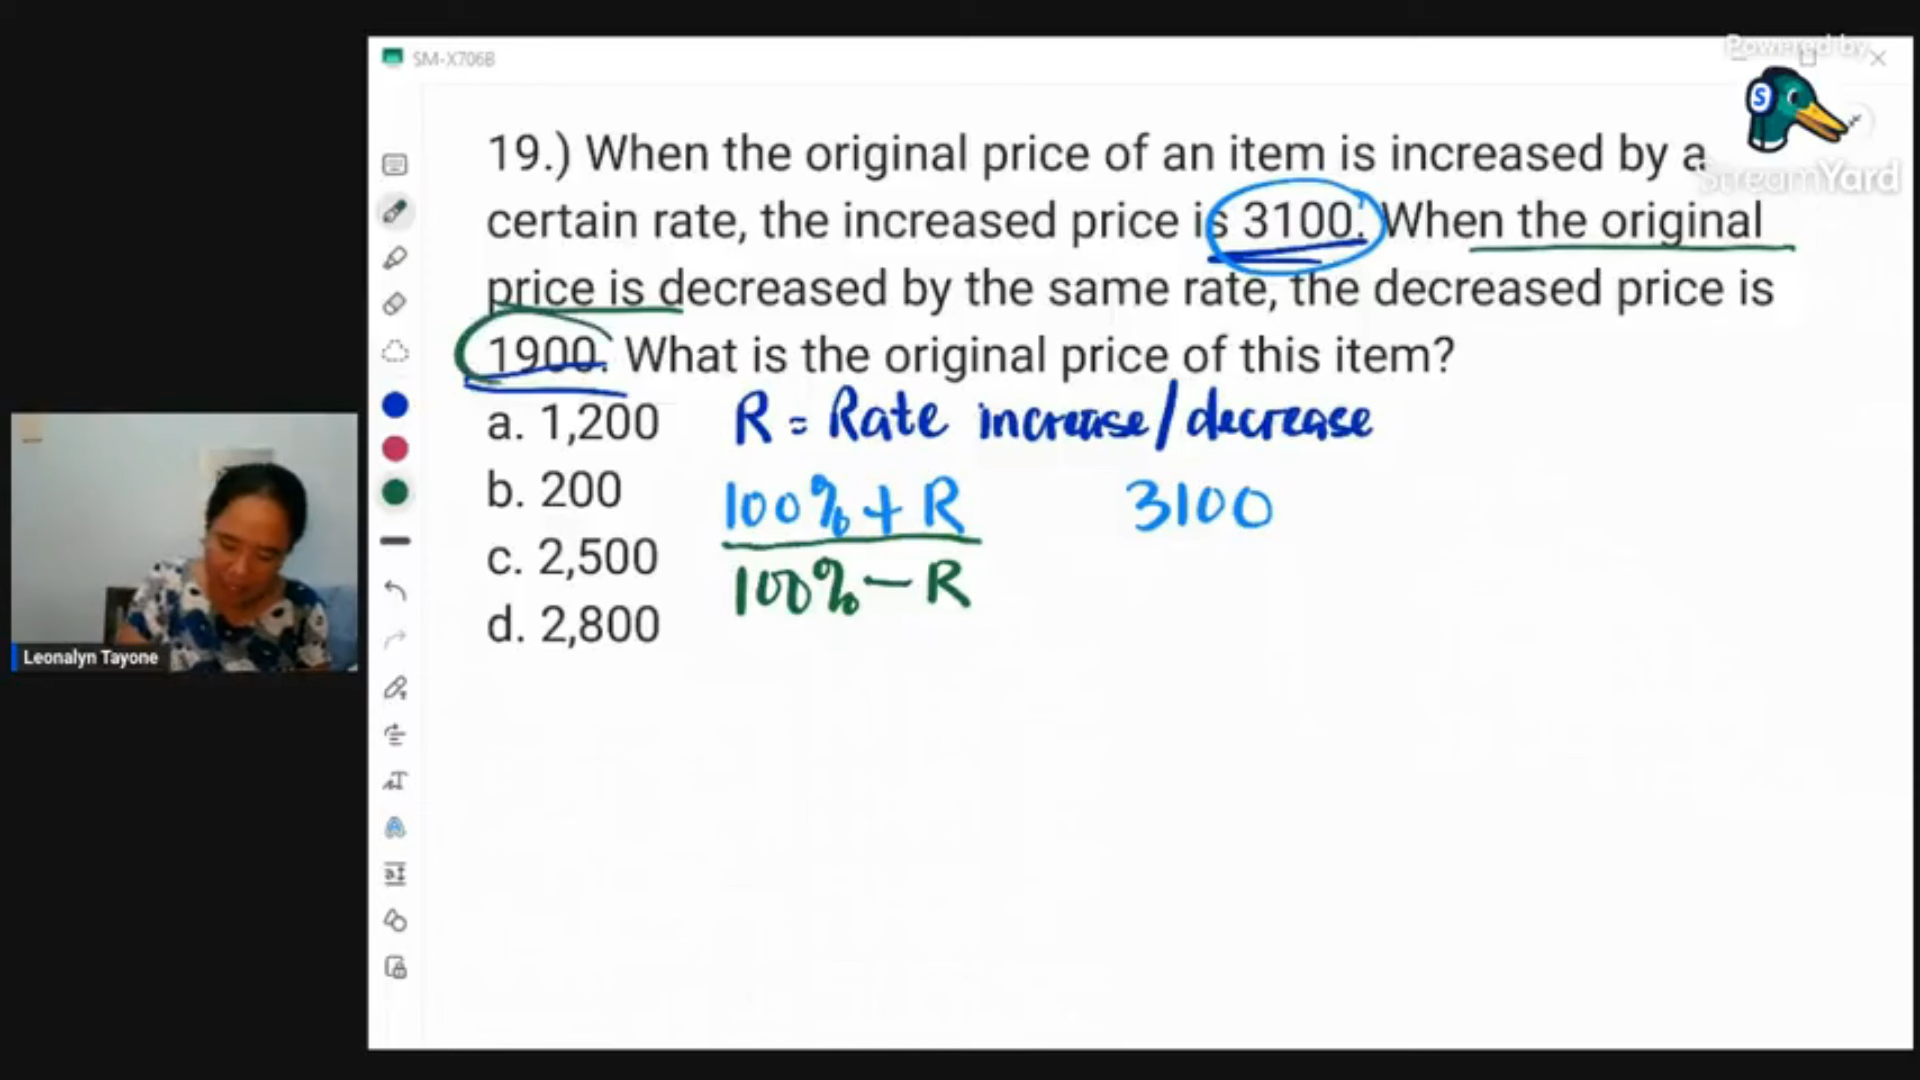 SM-X706B
Powered by
StreamYard
19.) When the original price of an item is increased by a
certain rate, the increased price is 3100. When the original
price is decreased by the same rate, the decreased price is
1900. What is the original price of this item?
a. 1,200
R = Rate increase/decrease
b. 200
100% + R
3100
c. 2,500
100% - R
d. 2,800
Leonalyn Tayone